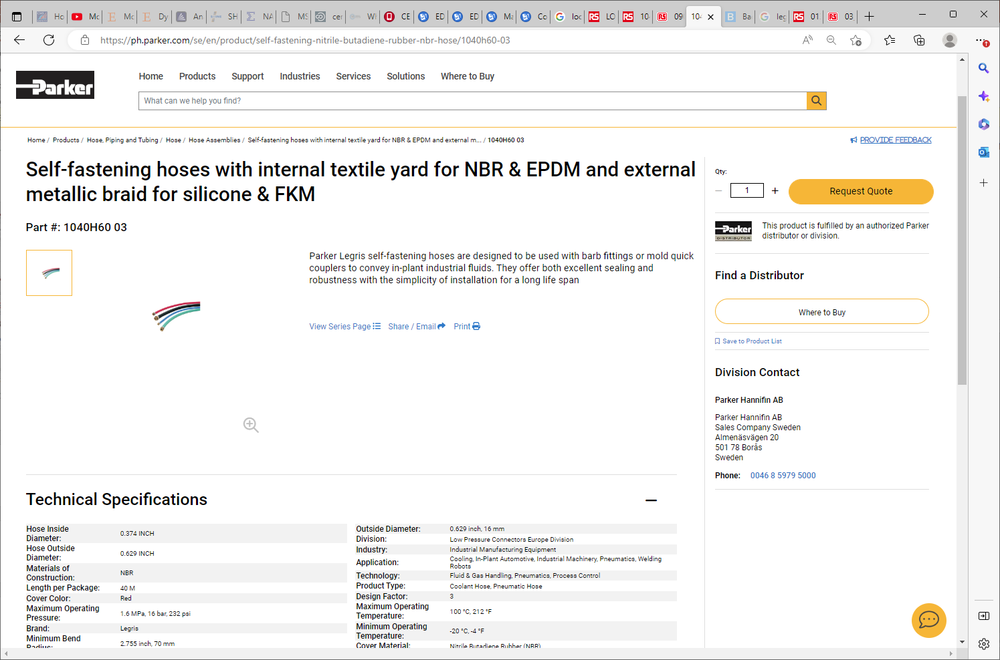 Ho
Mc
Mc
Dy
An
SH
NA
MS
cer
Wh
CE
ED
ED
Ma
Co
loc
LO
10
09
104
Ba
leg
01
03
https://ph.parker.com/se/en/product/self-fastening-nitrile-butadiene-rubber-nbr-hose/1040h60-03
Parker
Home Products Support Industries Services Solutions Where to Buy
What can we help you find?
Home / Products / Hose, Piping and Tubing / Hose / Hose Assemblies / Self-fastening hoses with internal textile yard for NBR & EPDM and external m... / 1040H60 03
PROVIDE FEEDBACK
Self-fastening hoses with internal textile yard for NBR & EPDM and external
metallic braid for silicone & FKM
Part #: 1040H60 03
Parker Legris self-fastening hoses are designed to be used with barb fittings or mold quick
couplers to convey in-plant industrial fluids. They offer both excellent sealing and
robustness with the simplicity of installation for a long life span
View Series Page Share / Email Print
Qty:
− 1 + Request Quote
Parker
DISTRIBUTOR
This product is fulfilled by an authorized Parker
distributor or division.
Find a Distributor
Where to Buy
Save to Product List
Division Contact
Parker Hannifin AB
Parker Hannifin AB
Sales Company Sweden
Almenäsvägen 20
501 78 Borås
Sweden
Phone: 0046 8 5979 5000
Technical Specifications
Hose Inside
Diameter:
0.374 INCH
Hose Outside
Diameter:
0.629 INCH
Materials of
Construction:
NBR
Length per Package: 40 M
Cover Color: Red
Maximum Operating
Pressure:
1.6 MPa, 16 bar, 232 psi
Brand: Legris
Minimum Bend
Radius:
2.755 inch, 70 mm
Outside Diameter: 0.629 inch, 16 mm
Division: Low Pressure Connectors Europe Division
Industry: Industrial Manufacturing Equipment
Application:
Cooling, In-Plant Automotive, Industrial Machinery, Pneumatics, Welding
Robots
Technology: Fluid & Gas Handling, Pneumatics, Process Control
Product Type: Coolant Hose, Pneumatic Hose
Design Factor: 3
Maximum Operating
Temperature:
100 °C, 212 °F
Minimum Operating
Temperature:
-20 °C, -4 °F
Cover Material: Nitrile Butadiene Rubber (NBR)